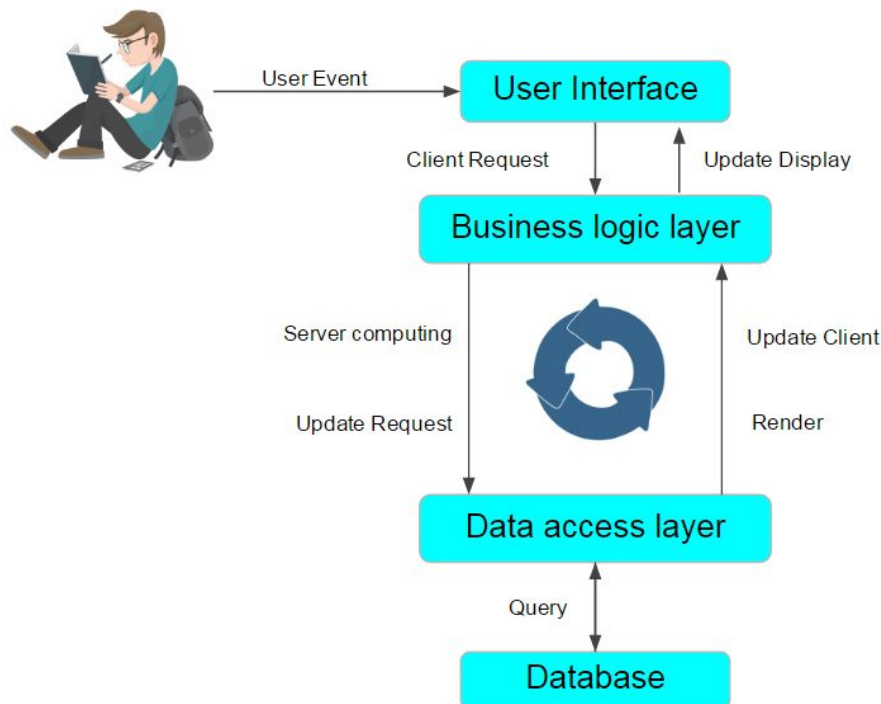 User Event
User Interface
Client Request
Update Display
Business logic layer
Server computing
Update Client
Update Request
Render
Data access layer
Query
Database